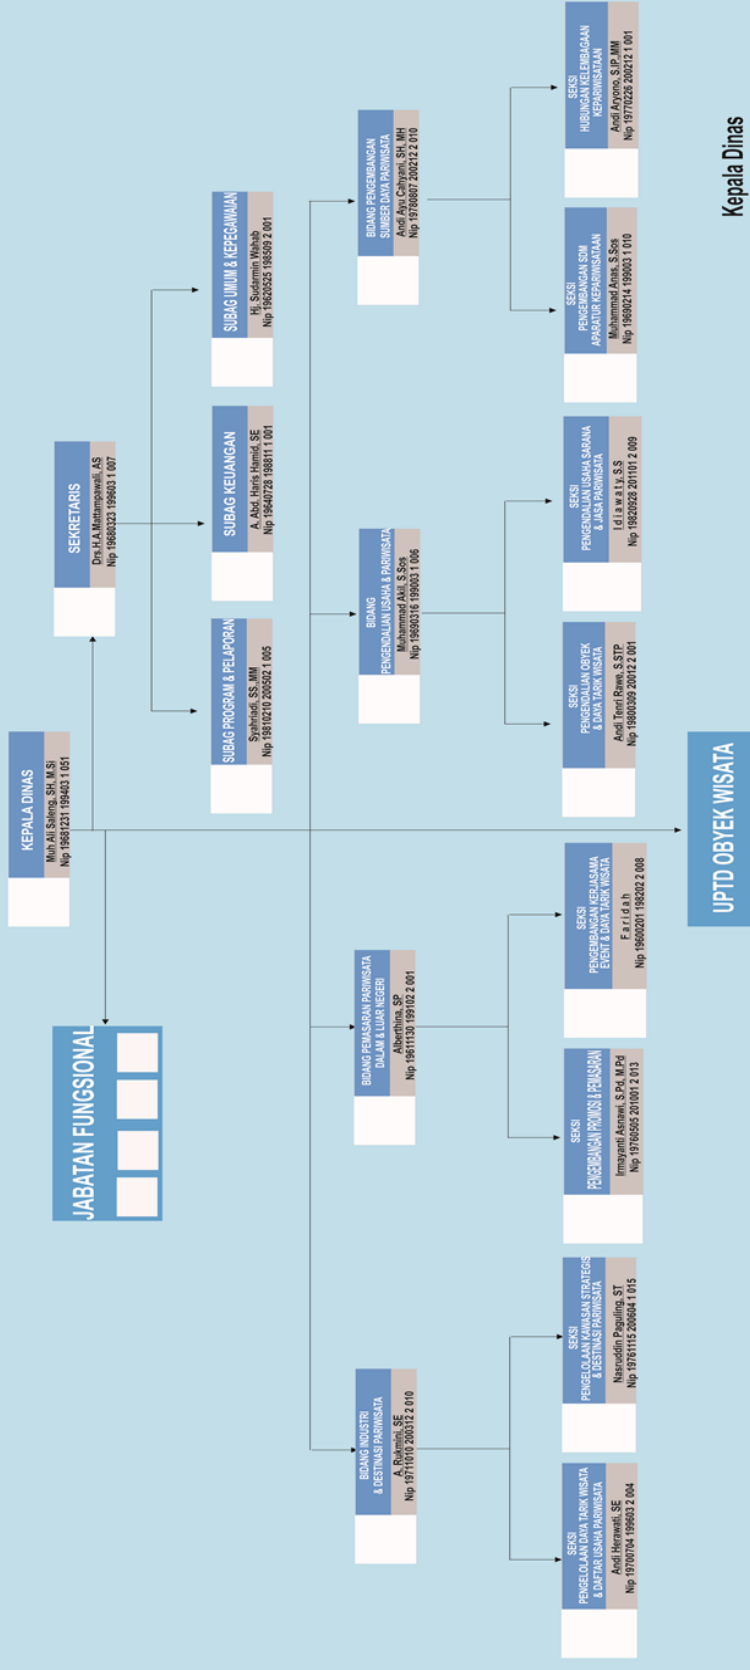 KEPALA DINAS
Muh Ali Saleng, SH, M.Si
Nip 19681231 199403 1 051
JABATAN FUNGSIONAL
SEKRETARIS
Drs.H.A.Mattampawali, AS
Nip 19680323 199603 1 007
SUBAG PROGRAM & PELAPORAN
Syahriadi, SS.,MM
Nip 19810210 200502 1 005
SUBAG KEUANGAN
A. Abd. Haris Hamid, SE
Nip 19640728 198811 1 001
SUBAG UMUM & KEPEGAWAIAN
Hj. Sudarmin Wahab
Nip 19620525 198509 2 001
BIDANG INDUSTRI
& DESTINASI PARIWISATA
A. Rukmini, SE
Nip 19711010 200312 2 010
BIDANG PEMASARAN PARIWISATA
DALAM & LUAR NEGERI
Alberthina, SP
Nip 19611130 199102 2 001
BIDANG
PENGENDALIAN USAHA & PARIWISATA
Muhammad Akil, S.Sos
Nip 19690316 199003 1 006
BIDANG PENGEMBANGAN
SUMBER DAYA PARIWISATA
Andi Ayu Cahyani, SH, MH
Nip 19780807 200212 2 010
SEKSI
PENGELOLAAN DAYA TARIK WISATA
& DAFTAR USAHA PARIWISATA
Andi Herawati, SE
Nip 19700704 199603 2 004
SEKSI
PENGELOLAAN KAWASAN STRATEGIS
& DESTINASI PARIWISATA
Nasruddin Paguling, ST
Nip 19761115 200604 1 015
SEKSI
PENGEMBANGAN PROMOSI & PEMASARAN
Irmayanti Asnawi, S.Pd, M.Pd
Nip 19760505 201001 2 013
SEKSI
PENGEMBANGAN KERJASAMA
EVENT & DAYA TARIK WISATA
F a r i d a h
Nip 19600201 198202 2 008
SEKSI
PENGENDALIAN OBYEK
& DAYA TARIK WISATA
Andi Tenri Rawe, S.STP
Nip 19800309 20012 2 001
SEKSI
PENGENDALIAN USAHA SARANA
& JASA PARIWISATA
I d i a w a t y, S.S
Nip 19820928 201101 2 009
SEKSI
PENGEMBANGAN SDM
APARATUR KEPARIWISATAAN
Muhammad Anas, S.Sos
Nip 19690214 199003 1 010
SEKSI
HUBUNGAN KELEMBAGAAN
KEPARIWISATAAN
Andi Aryono, S.IP.,MM
Nip 19770226 200212 1 001
UPTD OBYEK WISATA
Kepala Dinas